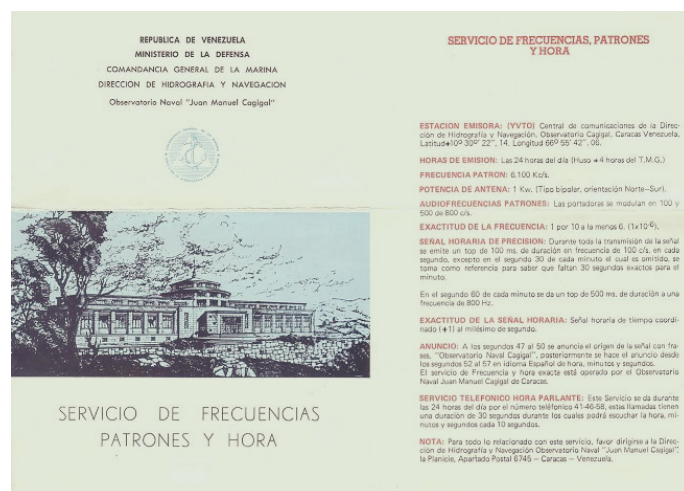 REPUBLICA DE VENEZUELA
MINISTERIO DE LA DEFENSA
COMANDANCIA GENERAL DE LA MARINA
DIRECCION DE HIDROGRAFIA Y NAVEGACION
Observatorio Naval "Juan Manuel Cagigal"
SERVICIO DE FRECUENCIAS
PATRONES Y HORA
SERVICIO DE FRECUENCIAS, PATRONES
Y HORA
ESTACION EMISORA: (YVTO) Central de comunicaciones de la Direc-
ción de Hidrografía y Navegación, Observatorio Cagigal, Caracas Venezuela,
Latitud+10º 30º' 22", 14. Longitud 66º 55' 42", 06.
HORAS DE EMISION: Las 24 horas del día (Huso +4 horas del T.M.G.)
FRECUENCIA PATRON: 6.100 Kc/s.
POTENCIA DE ANTENA: 1 Kw. (Tipo bipolar, orientación Norte-Sur).
AUDIOFRECUENCIAS PATRONES: Las portadoras se modulan en 100 y
500 de 800 c/s.
EXACTITUD DE LA FRECUENCIA: 1 por 10 a la menos 6. (1x10-6).
SEÑAL HORARIA DE PRECISION: Durante toda la transmisión de la señal
se emite un top de 100 ms. de duración en frecuencia de 100 c/s. en cada
segundo, excepto en el segundo 30 de cada minuto el cual es omitido, se
toma como referencia para saber que faltan 30 segundos exactos para el
minuto.
En el segundo 60 de cada minuto se da un top de 500 ms. de duración a una
frecuencia de 800 Hz.
EXACTITUD DE LA SEÑAL HORARIA: Señal horaria de tiempo coordi-
nado (+1) al milésimo de segundo.
ANUNCIO: A los segundos 47 al 50 se anuncia el origen de la señal con fra-
ses, "Observatorio Naval Cagigal", posteriormente se hace el anuncio desde
los segundos 52 al 57 en idioma Español de hora, minutos y segundos.
El servicio de Frecuencia y hora exacta está operado por el Observatorio
Naval Juan Manuel Cagigal de Caracas.
SERVICIO TELEFONICO HORA PARLANTE: Este Servicio se da durante
las 24 horas del día por el número teléfonico 41-46-58, estas llamadas tienen
una duración de 30 segundos durante los cuales podrá escuchar la hora, mi-
nutos y segundos cada 10 segundos.
NOTA: Para todo lo relacionado con este servicio, favor dirigirse a la Direc-
ción de Hidrografía y Navegación Observatorio Naval "Juan Manuel Cagigal",
la Planicie, Apartado Postal 6745 – Caracas – Venezuela.